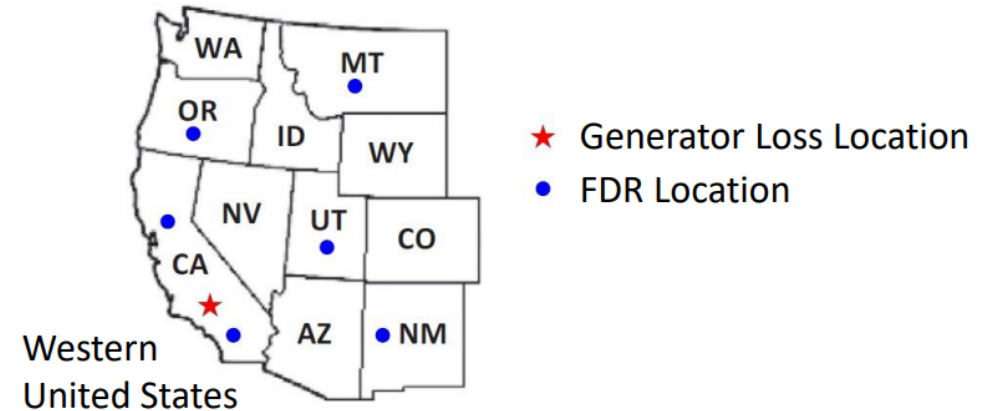 WA
MT
OR
ID
WY
Generator Loss Location
FDR Location
NV
UT
CO
CA
AZ
NM
Western
United States